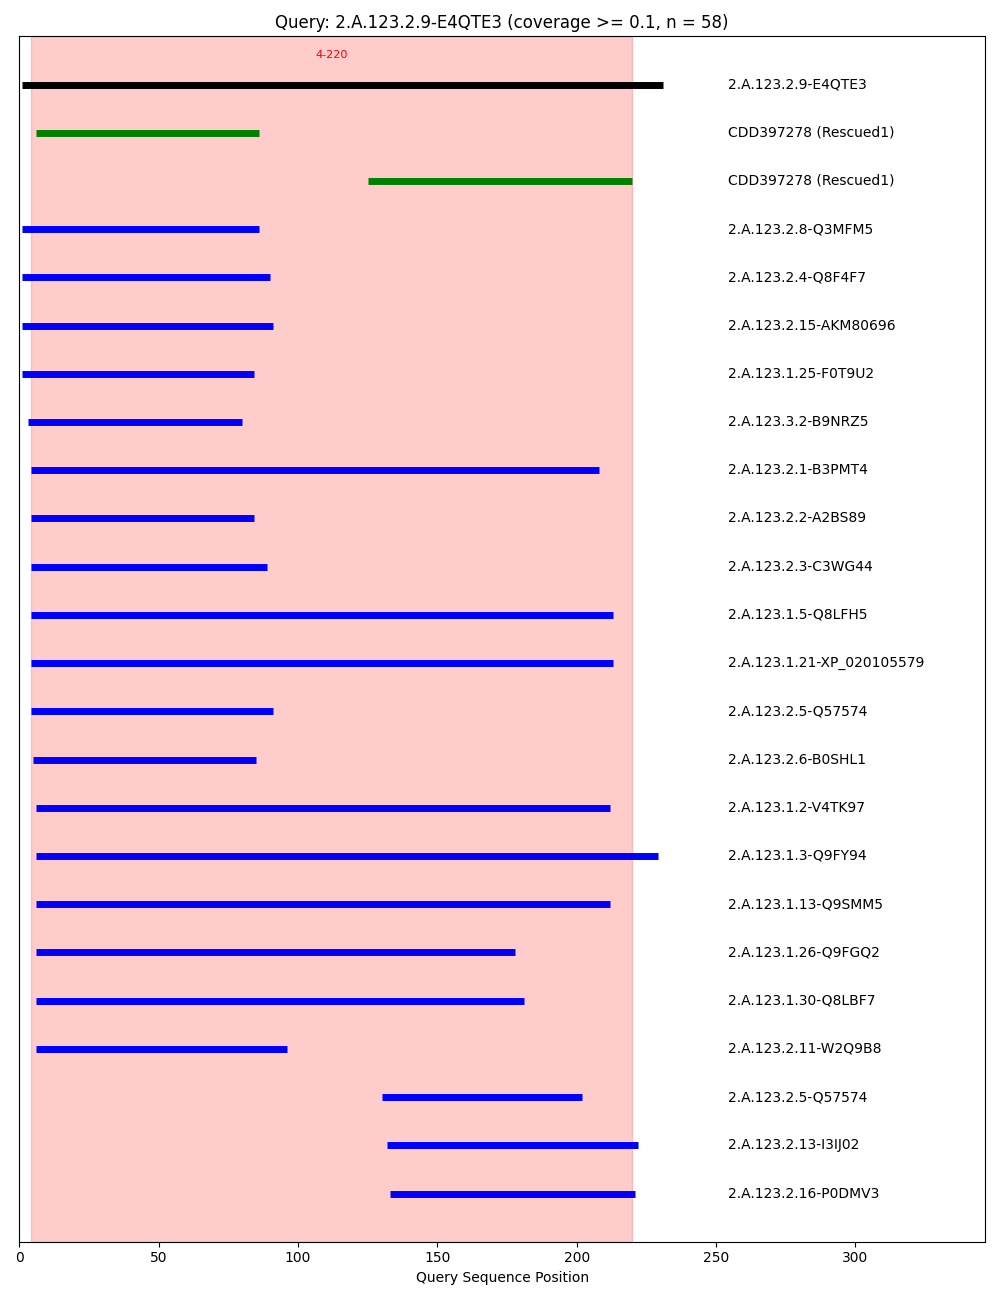 Query: 2.A.123.2.9-E4QTE3 (coverage >= 0.1, n = 58)
4-220
2.A.123.2.9-E4QTE3
CDD397278 (Rescued1)
CDD397278 (Rescued1)
2.A.123.2.8-Q3MFM5
2.A.123.2.4-Q8F4F7
2.A.123.2.15-AKM80696
2.A.123.1.25-F0T9U2
2.A.123.3.2-B9NRZ5
2.A.123.2.1-B3PMT4
2.A.123.2.2-A2BS89
2.A.123.2.3-C3WG44
2.A.123.1.5-Q8LFH5
2.A.123.1.21-XP_020105579
2.A.123.2.5-Q57574
2.A.123.2.6-B0SHL1
2.A.123.1.2-V4TK97
2.A.123.1.3-Q9FY94
2.A.123.1.13-Q9SMM5
2.A.123.1.26-Q9FGQ2
2.A.123.1.30-Q8LBF7
2.A.123.2.11-W2Q9B8
2.A.123.2.5-Q57574
2.A.123.2.13-I3IJ02
2.A.123.2.16-P0DMV3
0 50 100 150 200 250 300
Query Sequence Position